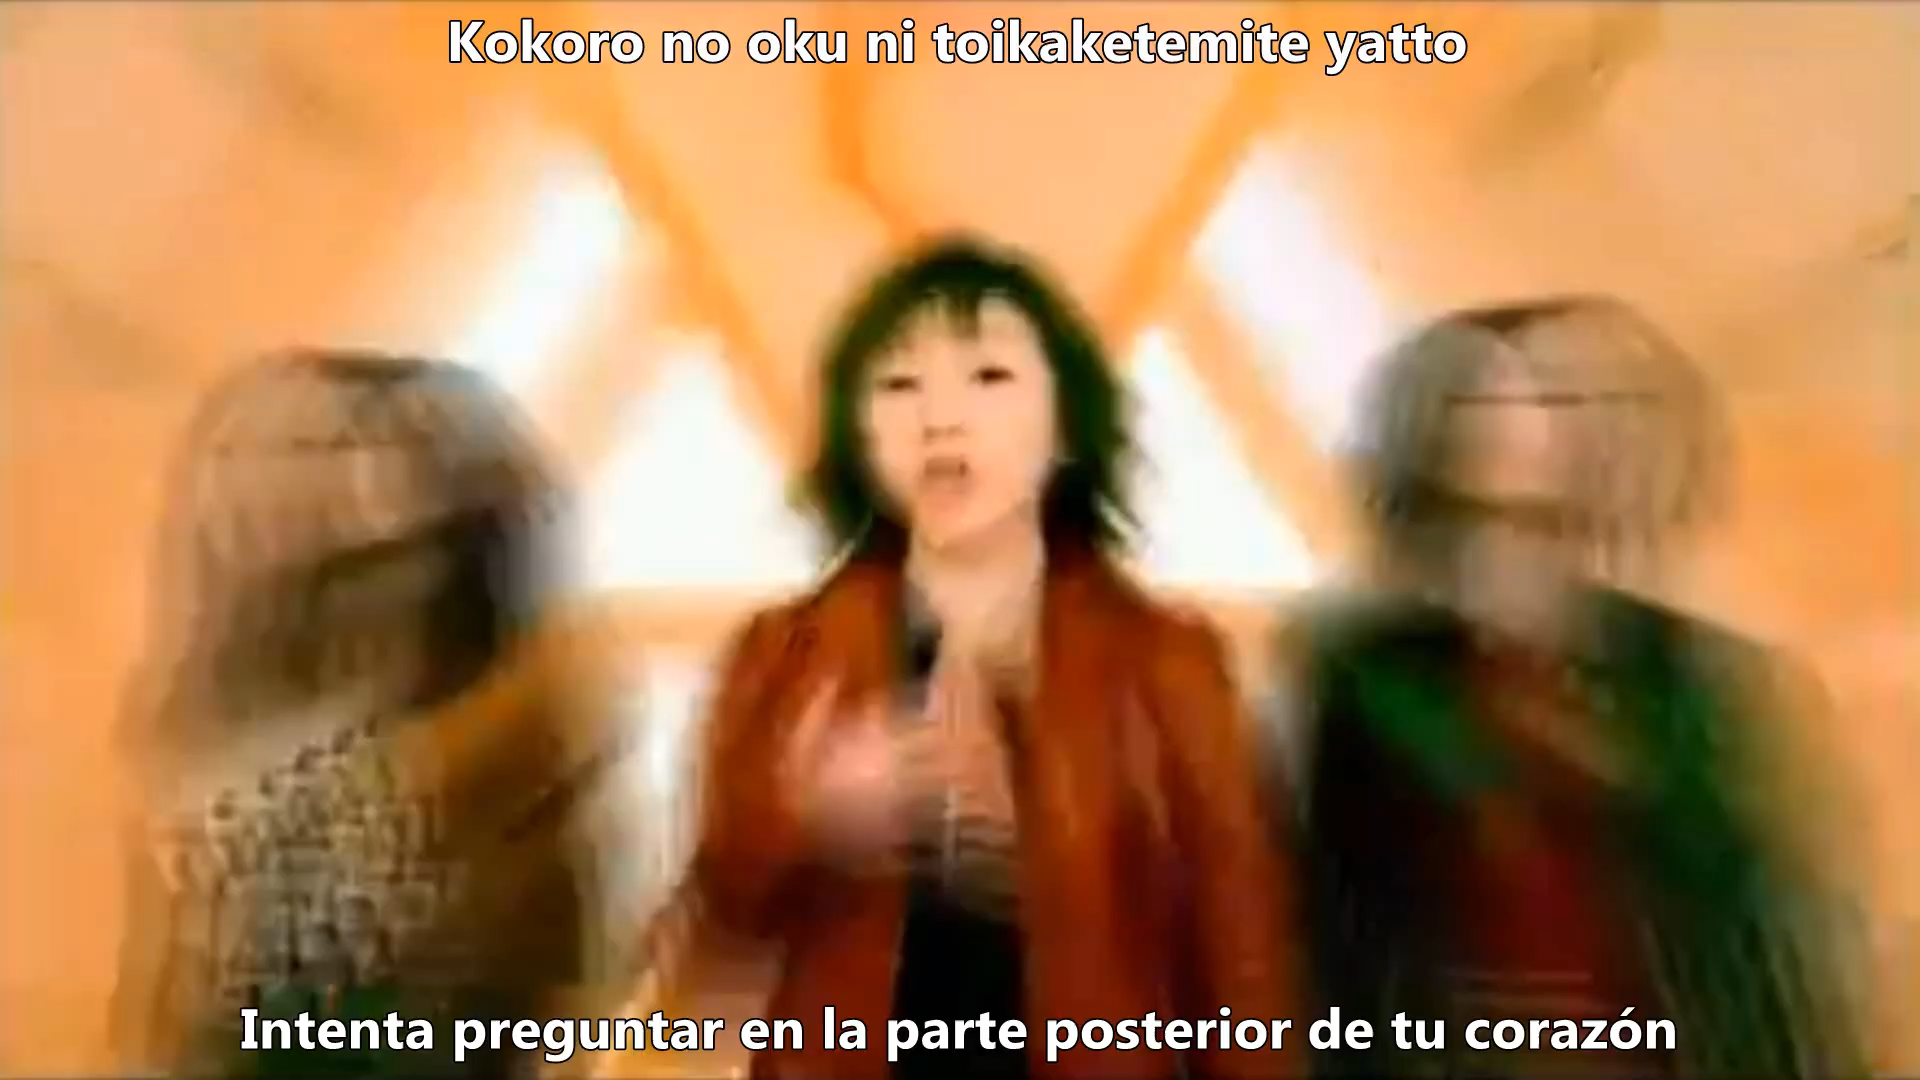 Kokoro no oku ni toikaketemite yatto
Intenta preguntar en la parte posterior de tu corazón